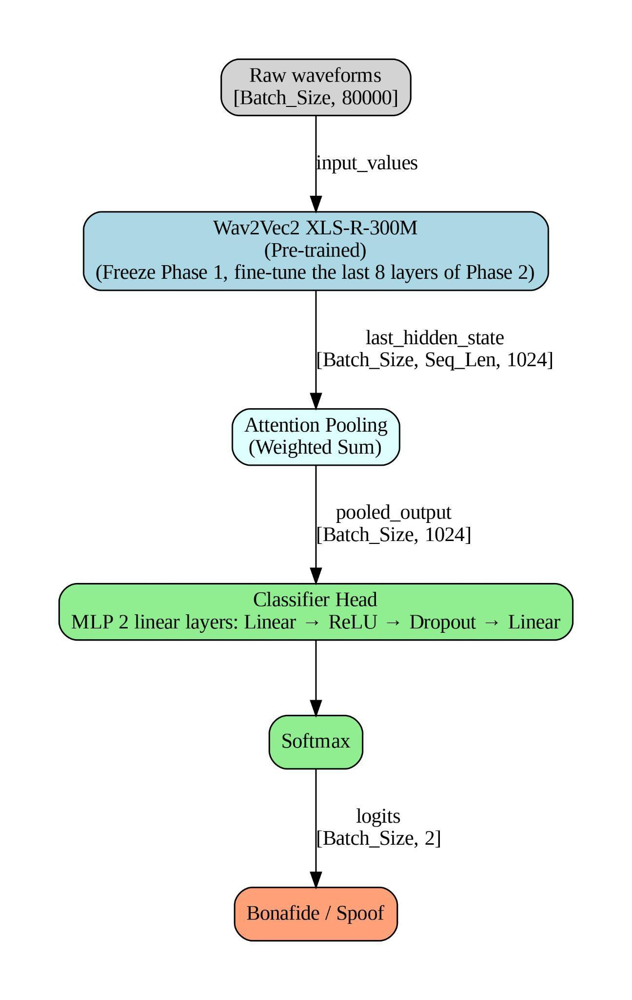 Raw waveforms
[Batch_Size, 80000]
input_values
Wav2Vec2 XLS-R-300M
(Pre-trained)
(Freeze Phase 1, fine-tune the last 8 layers of Phase 2)
last_hidden_state
[Batch_Size, Seq_Len, 1024]
Attention Pooling
(Weighted Sum)
pooled_output
[Batch_Size, 1024]
Classifier Head
MLP 2 linear layers: Linear → ReLU → Dropout → Linear
Softmax
logits
[Batch_Size, 2]
Bonafide / Spoof